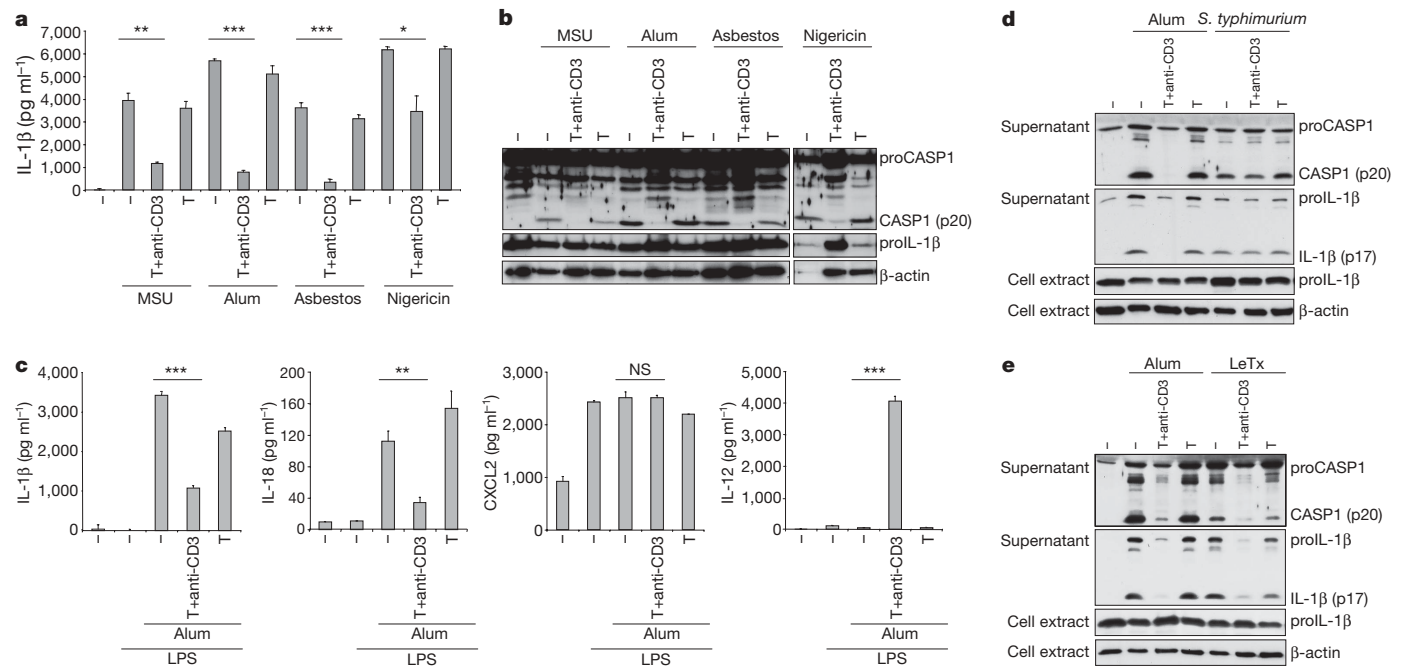 a
IL-1β (pg ml⁻¹)
7,000
6,000
5,000
4,000
3,000
2,000
1,000
0
** *** *** *
– – T+anti-CD3 T – T+anti-CD3 T – T+anti-CD3 T – T+anti-CD3 T
MSU Alum Asbestos Nigericin
b
MSU Alum Asbestos Nigericin
– – T+anti-CD3 T – T+anti-CD3 T – T+anti-CD3 T – T+anti-CD3 T
proCASP1
CASP1 (p20)
proIL-1β
β-actin
c
IL-1β (pg ml⁻¹)
4,000
3,000
2,000
1,000
0
***
– – – T+anti-CD3 T
Alum
LPS
IL-18 (pg ml⁻¹)
200
160
120
80
40
0
**
– – – T+anti-CD3 T
Alum
LPS
CXCL2 (pg ml⁻¹)
3,000
2,000
1,000
0
NS
– – – T+anti-CD3 T
Alum
LPS
IL-12 (pg ml⁻¹)
5,000
4,000
3,000
2,000
1,000
0
***
– – – T+anti-CD3 T
Alum
LPS
d
Alum S. typhimurium
– – T+anti-CD3 T – T+anti-CD3 T
Supernatant proCASP1
CASP1 (p20)
Supernatant proIL-1β
IL-1β (p17)
Cell extract proIL-1β
Cell extract β-actin
e
Alum LeTx
– – T+anti-CD3 T – T+anti-CD3 T
Supernatant proCASP1
CASP1 (p20)
Supernatant proIL-1β
IL-1β (p17)
Cell extract proIL-1β
Cell extract β-actin